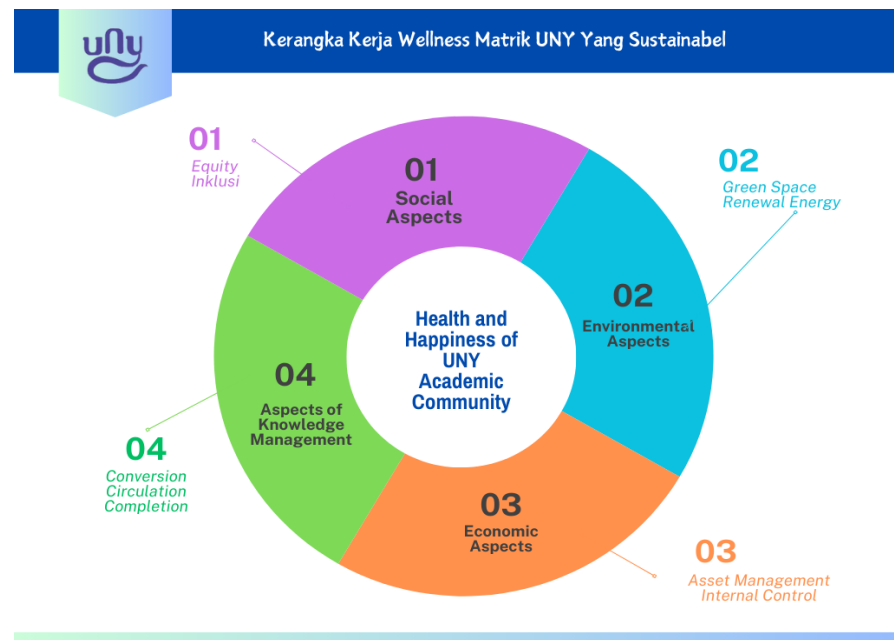 uny
Kerangka Kerja Wellness Matrik UNY Yang Sustainabel
01
Equity
Inklusi
01
Social
Aspects
02
Green Space
Renewal Energy
02
Environmental
Aspects
Health and
Happiness of
UNY
Academic
Community
04
Aspects of
Knowledge
Management
04
Conversion
Circulation
Completion
03
Economic
Aspects
03
Asset Management
Internal Control